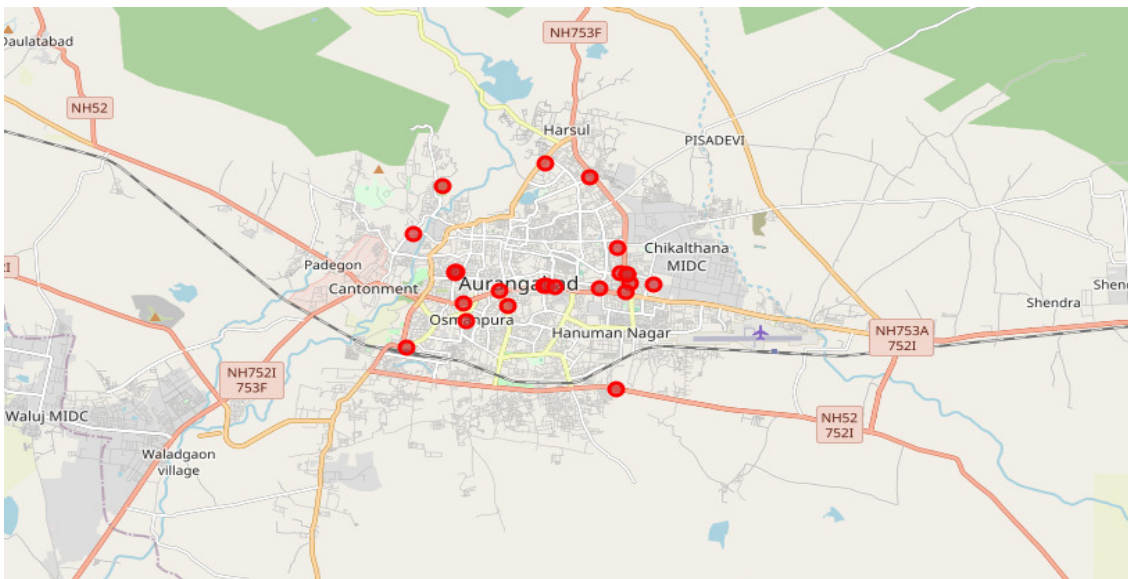 NH753F
Daulatabad
NH52
Harsul
PISADEVI
Chikalthana
MIDC
Padegon
Cantonment
Aurangabad
Shendra
Osmanpura
Hanuman Nagar
NH753A
752I
NH752I
753F
Waluj MIDC
NH52
752I
Waladgaon
village